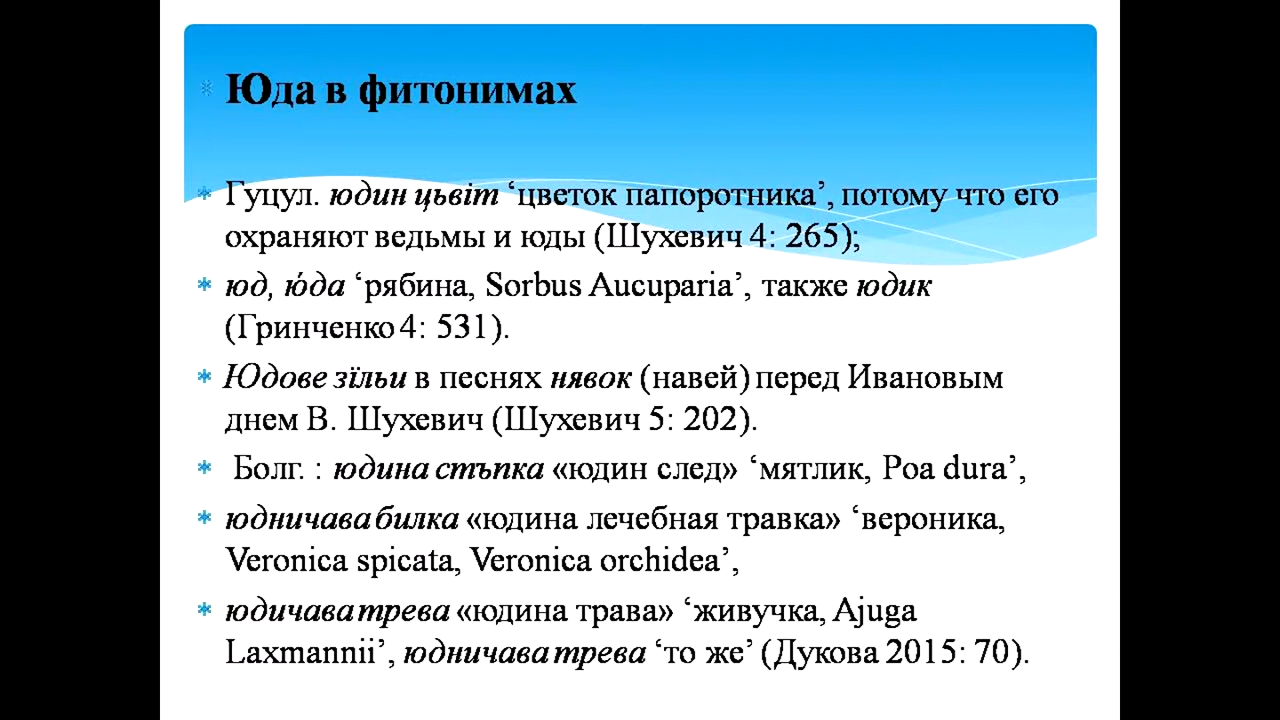 Юда в фитонимах
Гуцул. юдин цьвіт ‘цветок папоротника’, потому что его
охраняют ведьмы и юды (Шухевич 4: 265);
юд, ю́да ‘рябина, Sorbus Aucuparia’, также юдик
(Гринченко 4: 531).
Юдове зїльи в песнях нявок (навей) перед Ивановым
днем В. Шухевич (Шухевич 5: 202).
Болг. : юдина стъпка «юдин след» ‘мятлик, Poa dura’,
юдничава билка «юдина лечебная травка» ‘вероника,
Veronica spicata, Veronica orchidea’,
юдичава трева «юдина трава» ‘живучка, Ajuga
Laxmannii’, юдничава трева ‘то же’ (Дукова 2015: 70).